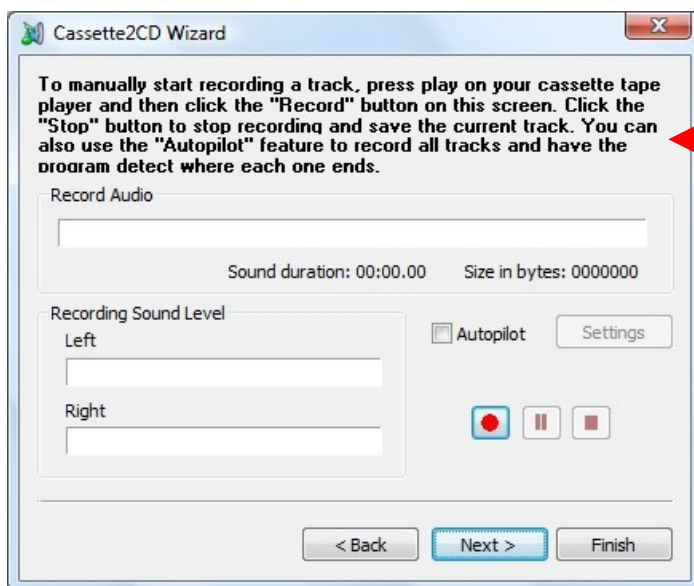 Cassette2CD Wizard
To manually start recording a track, press play on your cassette tape
player and then click the "Record" button on this screen. Click the
"Stop" button to stop recording and save the current track. You can
also use the "Autopilot" feature to record all tracks and have the
program detect where each one ends.
Record Audio
Sound duration: 00:00.00 Size in bytes: 0000000
Recording Sound Level
Left
Autopilot Settings
Right
< Back Next > Finish